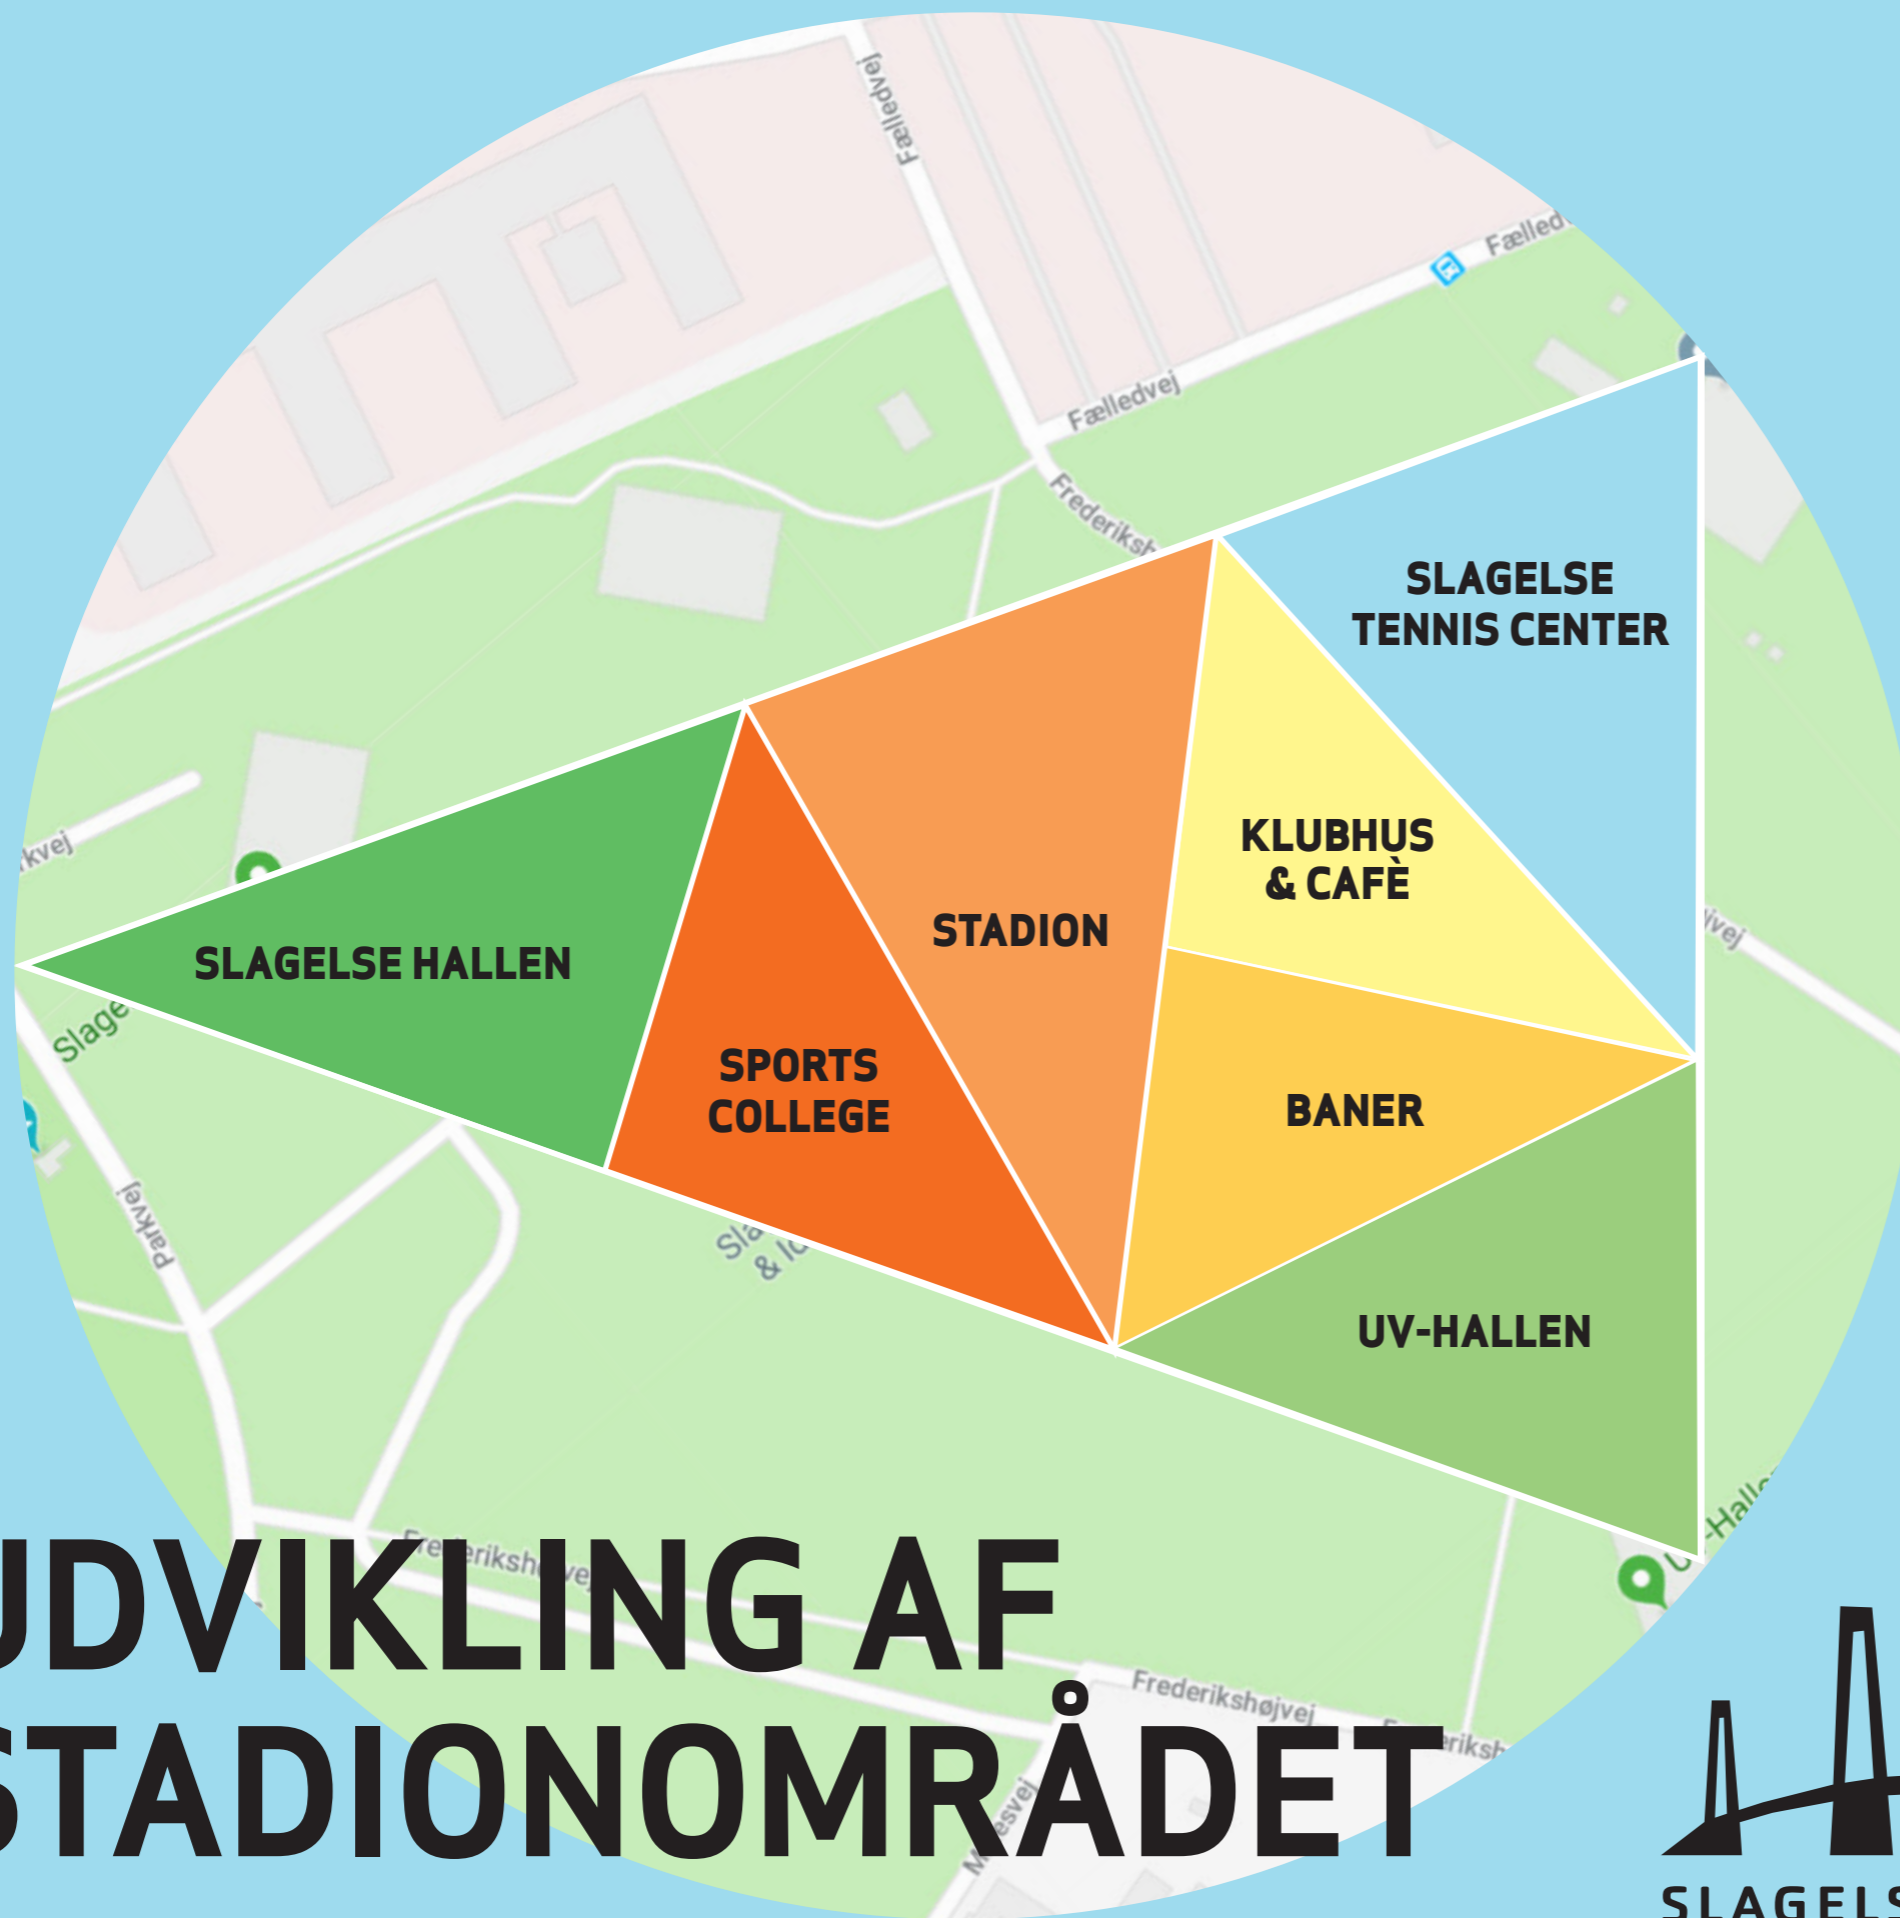 Fælledvej
Fælledvej
SLAGELSE
TENNIS CENTER
KLUBHUS
& CAFÈ
STADION
SLAGELSE HALLEN
SPORTS
COLLEGE
BANER
Parkvej
UV-HALLEN
UDVIKLING AF
Frederikshøjvej
STADIONOMRÅDET
Frederikshøjvej